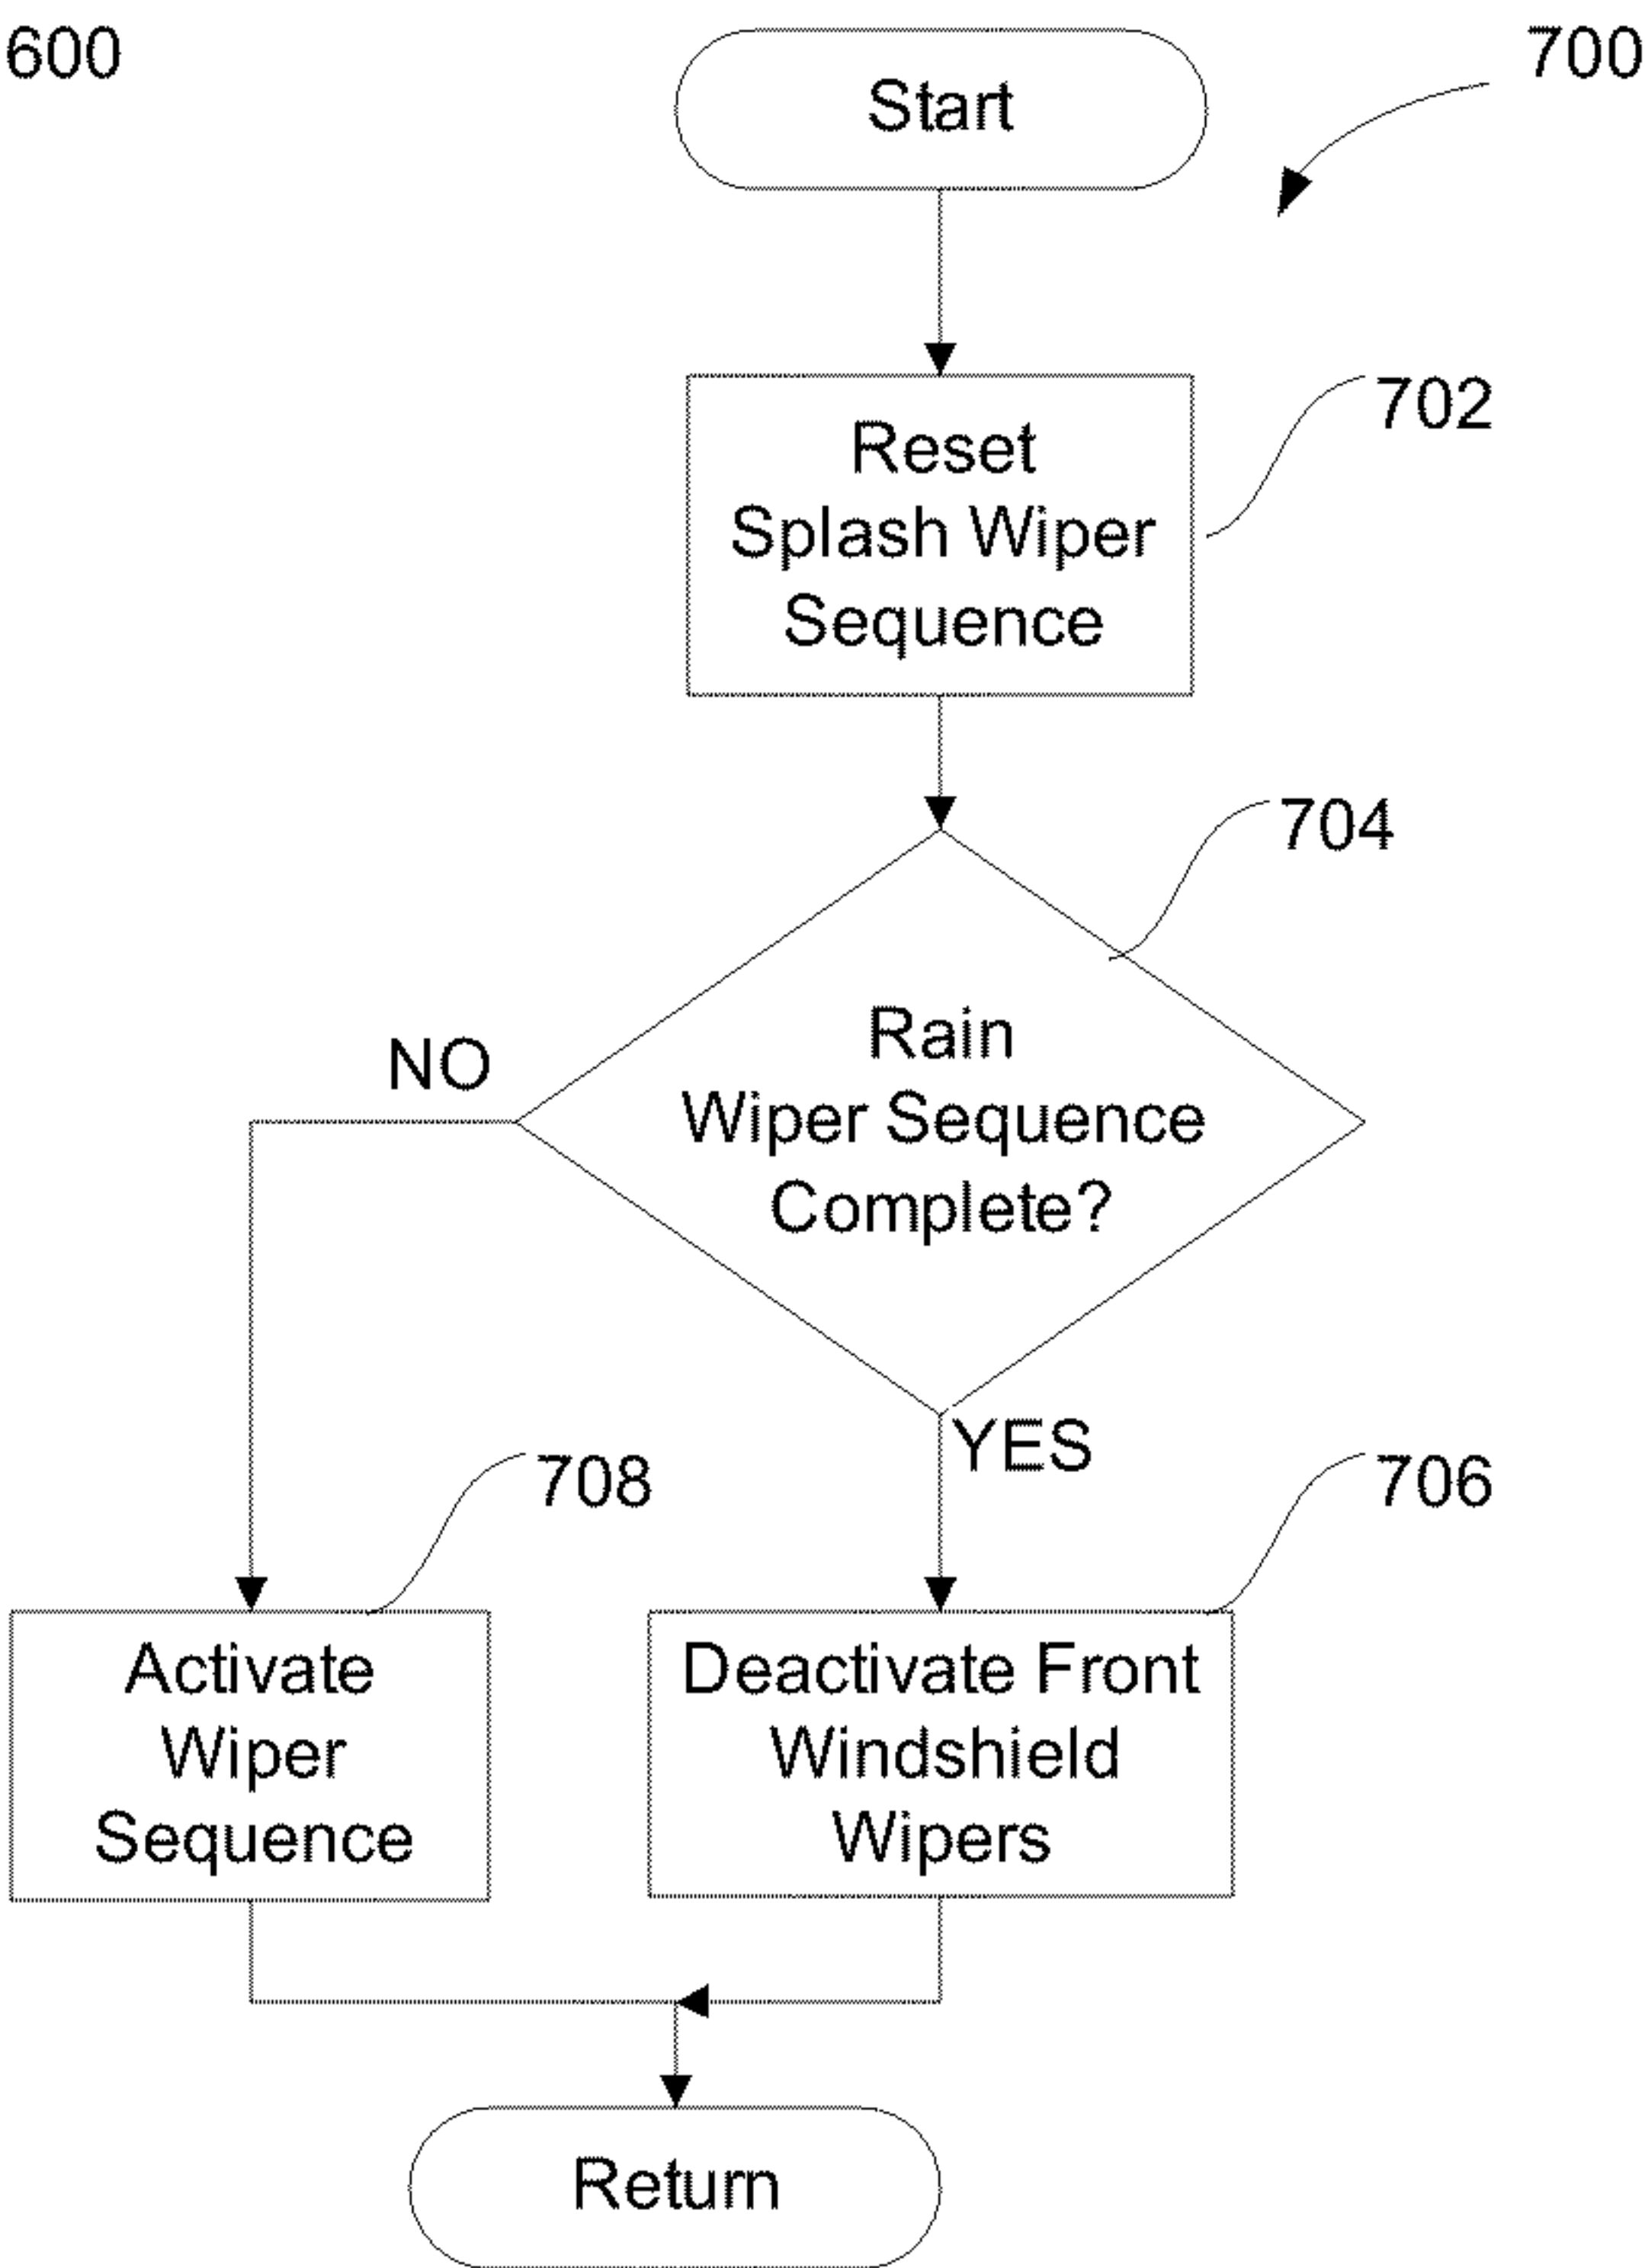 600
Start
700
Reset
Splash Wiper
Sequence
702
704
Rain
Wiper Sequence
Complete?
NO
YES
708
706
Activate
Wiper
Sequence
Deactivate Front
Windshield
Wipers
Return